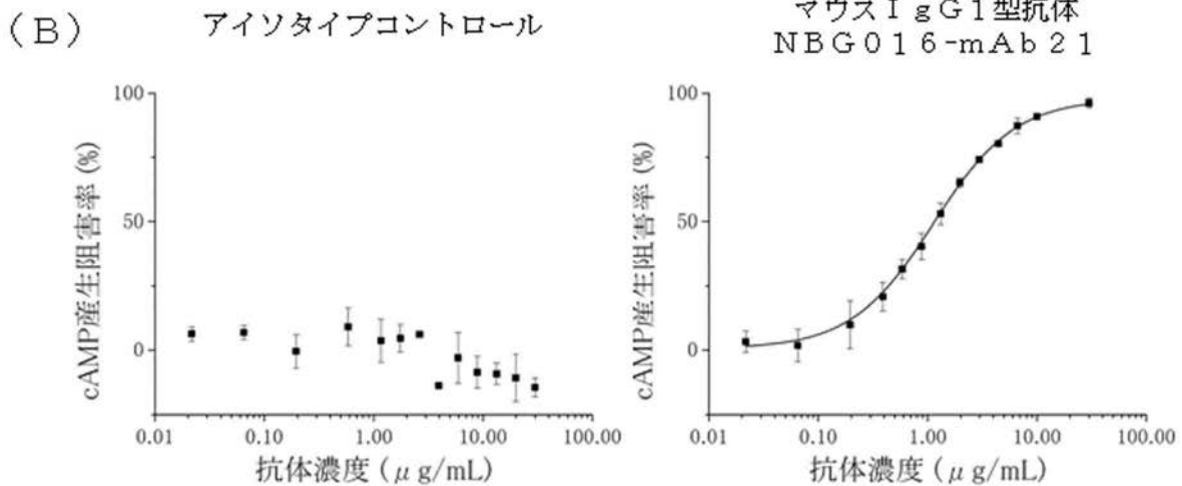 （B）
アイソタイプコントロール
cAMP産生阻害率 (%)
100
50
0
0.01 0.10 1.00 10.00 100.00
抗体濃度 (μg/mL)
マウスＩｇＧ１型抗体
ＮＢＧ０１６-ｍＡｂ２１
cAMP産生阻害率 (%)
100
50
0
0.01 0.10 1.00 10.00 100.00
抗体濃度 (μg/mL)